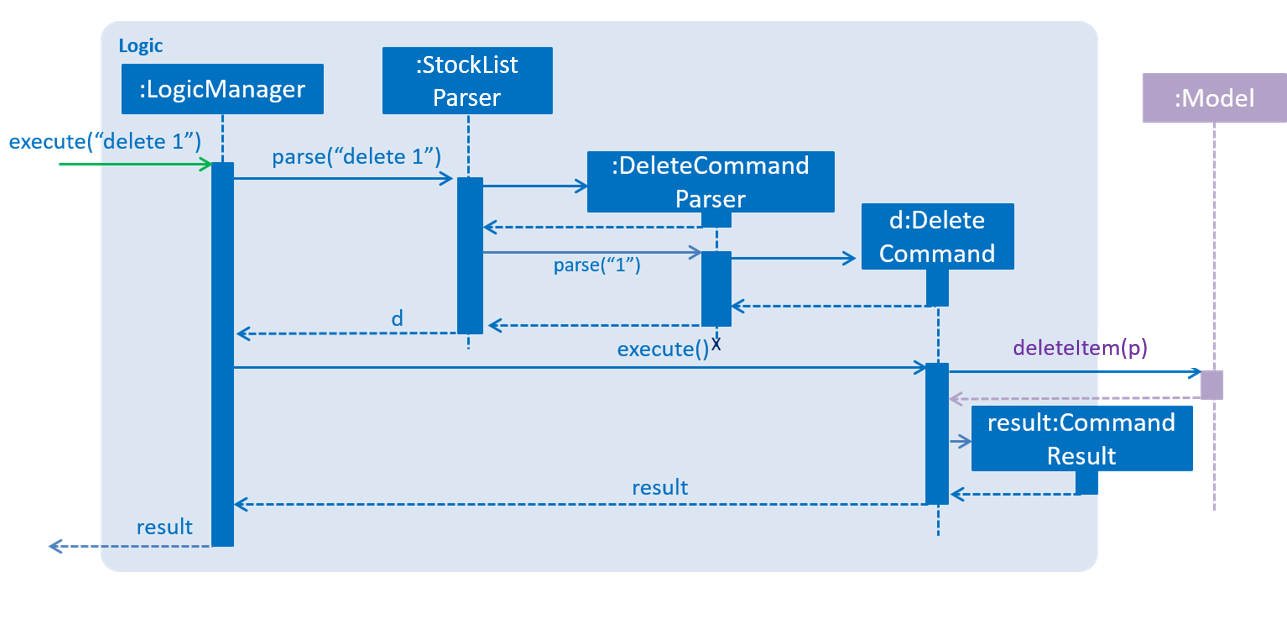 Logic
:LogicManager
:StockList
Parser
:Model
execute(“delete 1”)
parse(“delete 1”)
:DeleteCommand
Parser
d:Delete
Command
parse(“1”)
d
execute()
X
deleteItem(p)
result:Command
Result
result
result